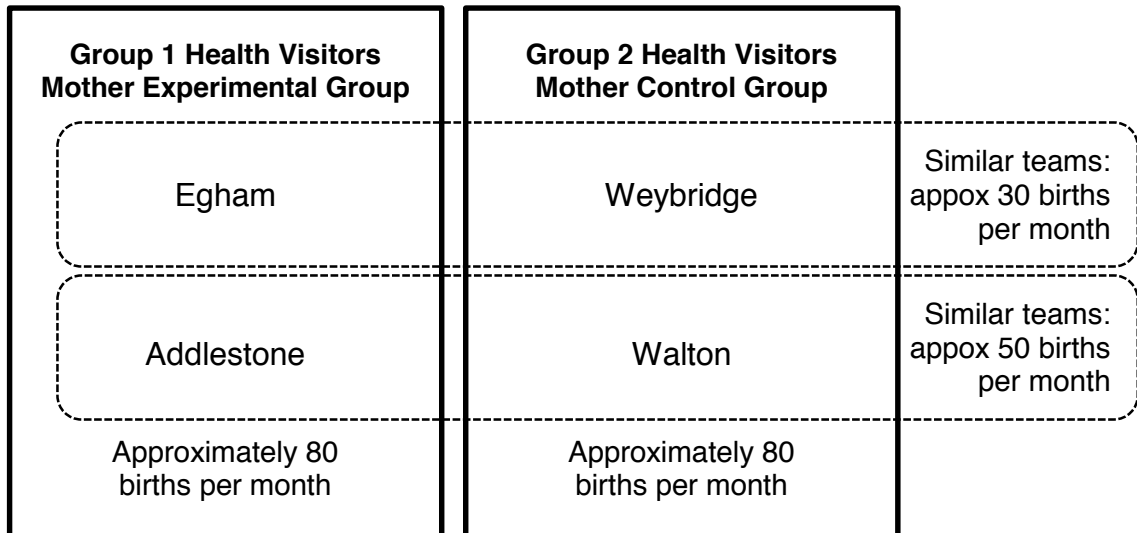 Group 1 Health Visitors
Mother Experimental Group
Group 2 Health Visitors
Mother Control Group
Egham
Weybridge
Similar teams:
appox 30 births
per month
Addlestone
Walton
Similar teams:
appox 50 births
per month
Approximately 80
births per month
Approximately 80
births per month